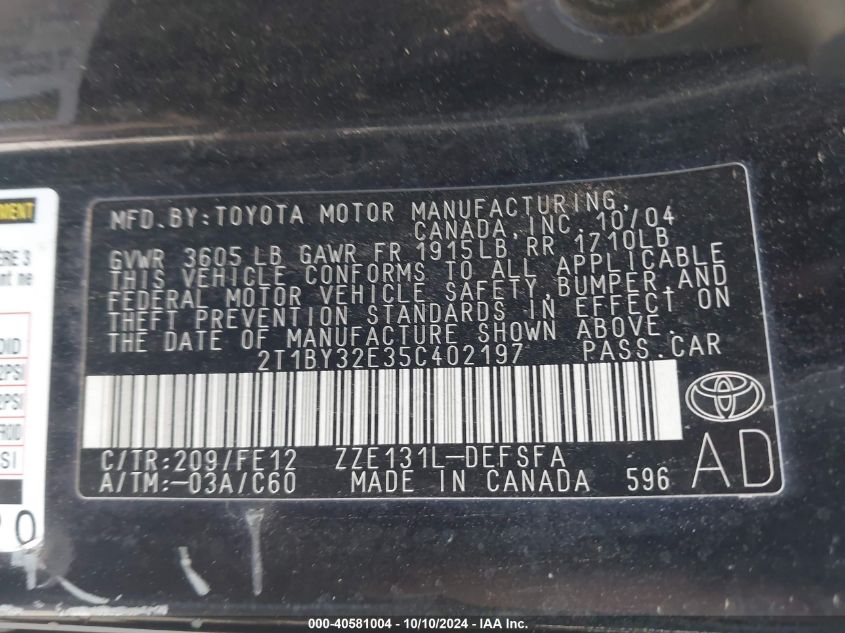 MFD.BY:TOYOTA MOTOR MANUFACTURING,
CANADA, INC. 10/04
GVWR 3605 LB GAWR FR 1915LB RR 1710LB
THIS VEHICLE CONFORMS TO ALL APPLICABLE
FEDERAL MOTOR VEHICLE SAFETY,BUMPER,AND
THEFT PREVENTION STANDARDS IN EFFECT ON
THE DATE OF MANUFACTURE SHOWN ABOVE.
2T1BY32E35C402197 PASS.CAR
C/TR:209/FE12 ZZE131L-DEFSFA
A/TM:-03A/C60 MADE IN CANADA 596
AD
000-40581004 | 10/10/2024 - IAA Inc.